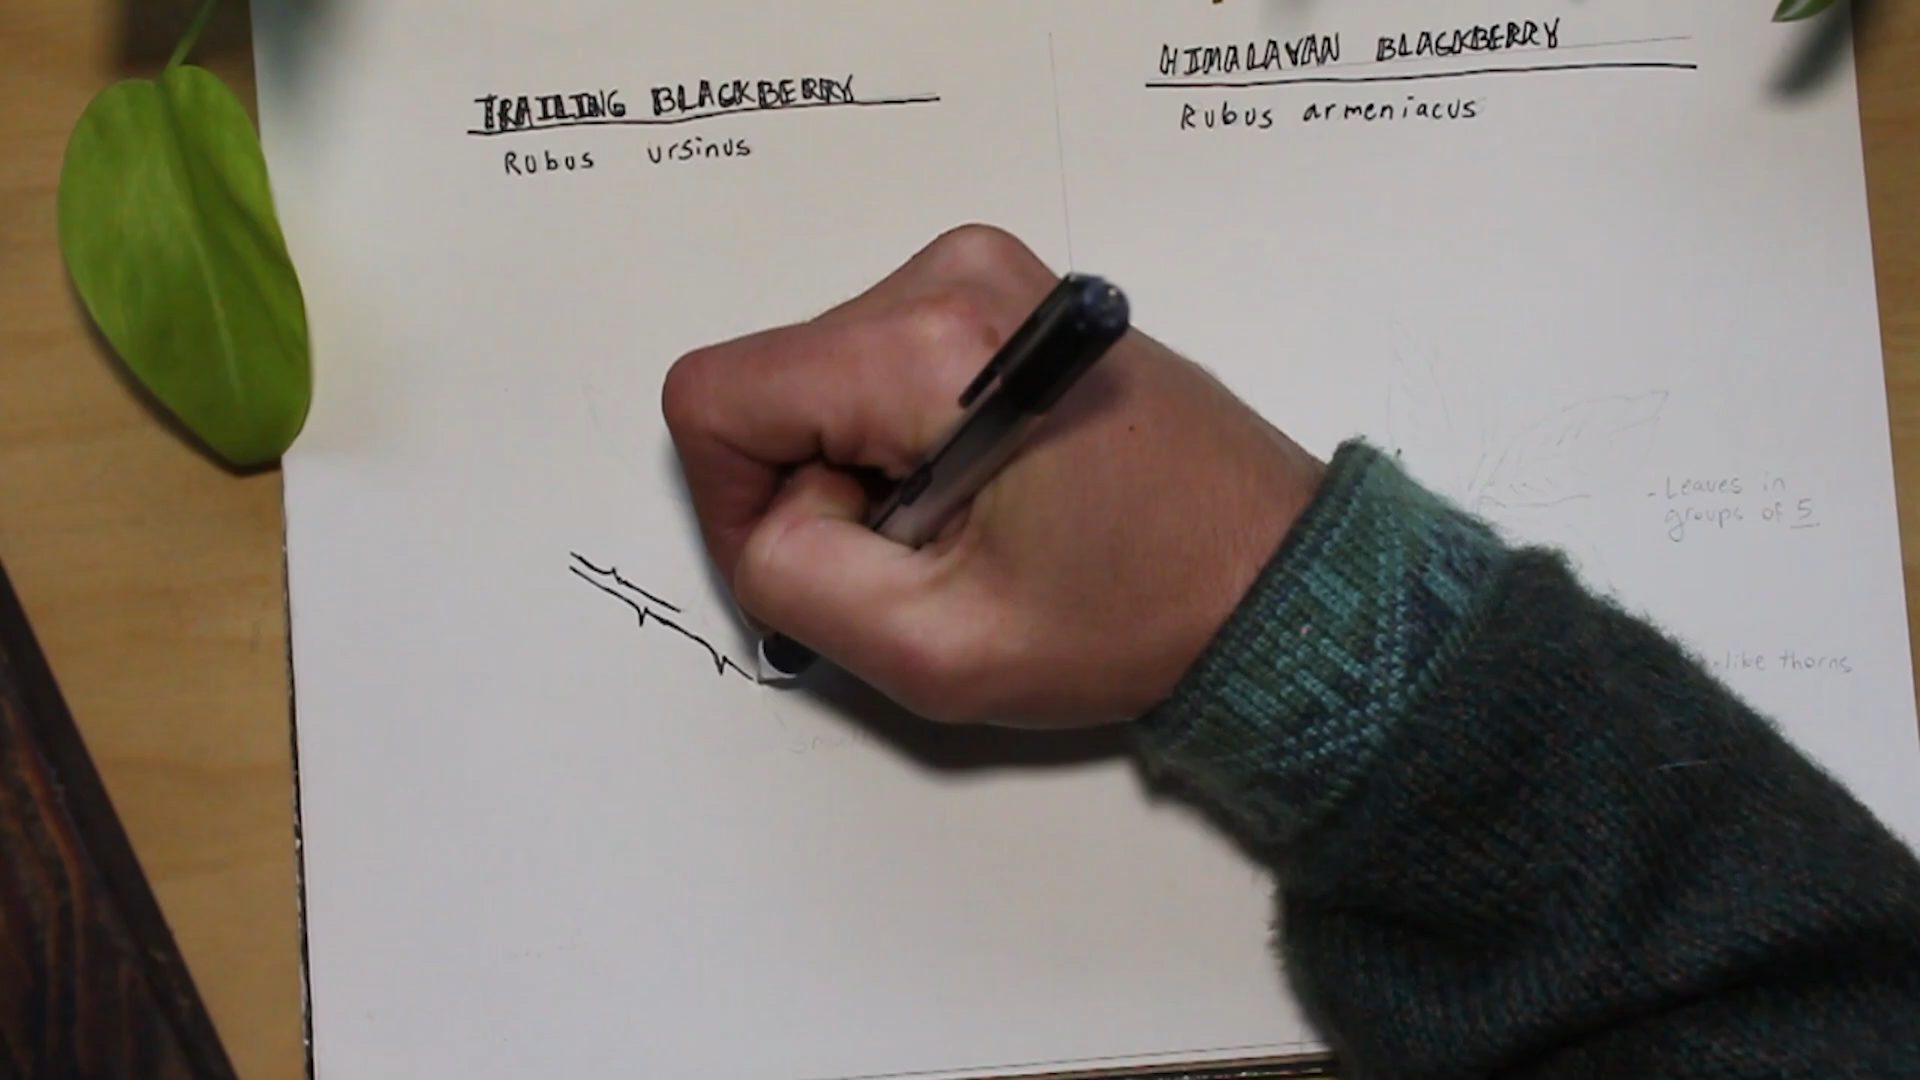 TRAILING BLACKBERRY
Rubus ursinus
HIMALAYAN BLACKBERRY
Rubus armeniacus
- Leaves in
groups of 5
-like thorns